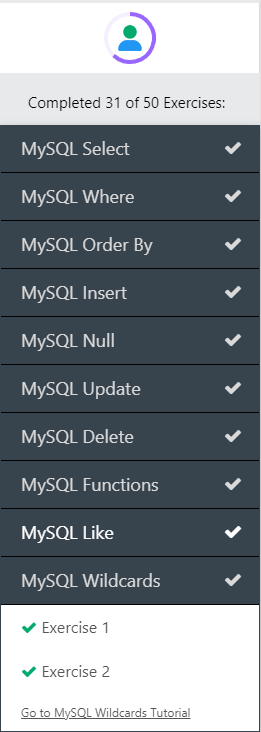 Completed 31 of 50 Exercises:
MySQL Select
MySQL Where
MySQL Order By
MySQL Insert
MySQL Null
MySQL Update
MySQL Delete
MySQL Functions
MySQL Like
MySQL Wildcards
Exercise 1
Exercise 2
Go to MySQL Wildcards Tutorial